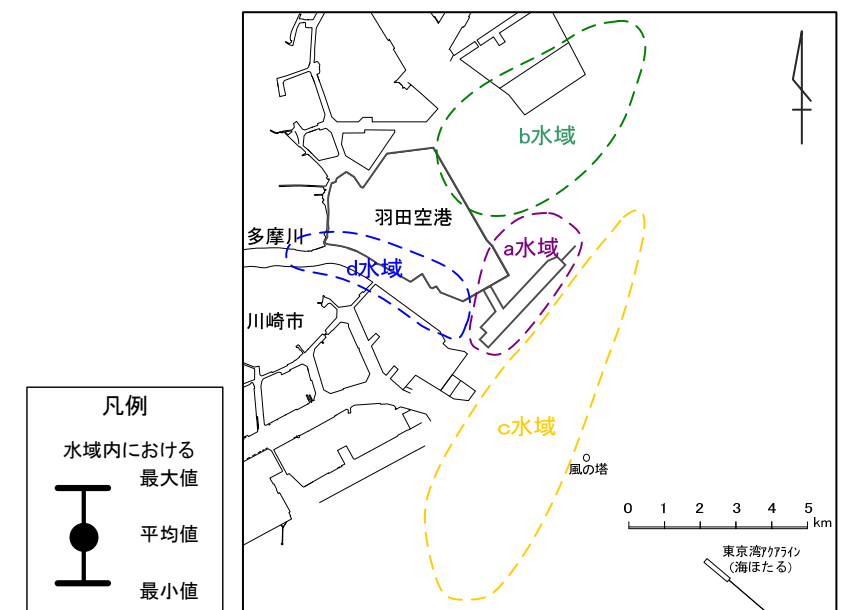 b水域
羽田空港
多摩川
a水域
d水域
川崎市
c水域
風の塔
0 1 2 3 4 5
km
東京湾ｱｸｱﾗｲﾝ
(海ほたる)
凡例
水域内における
最大値
平均値
最小値